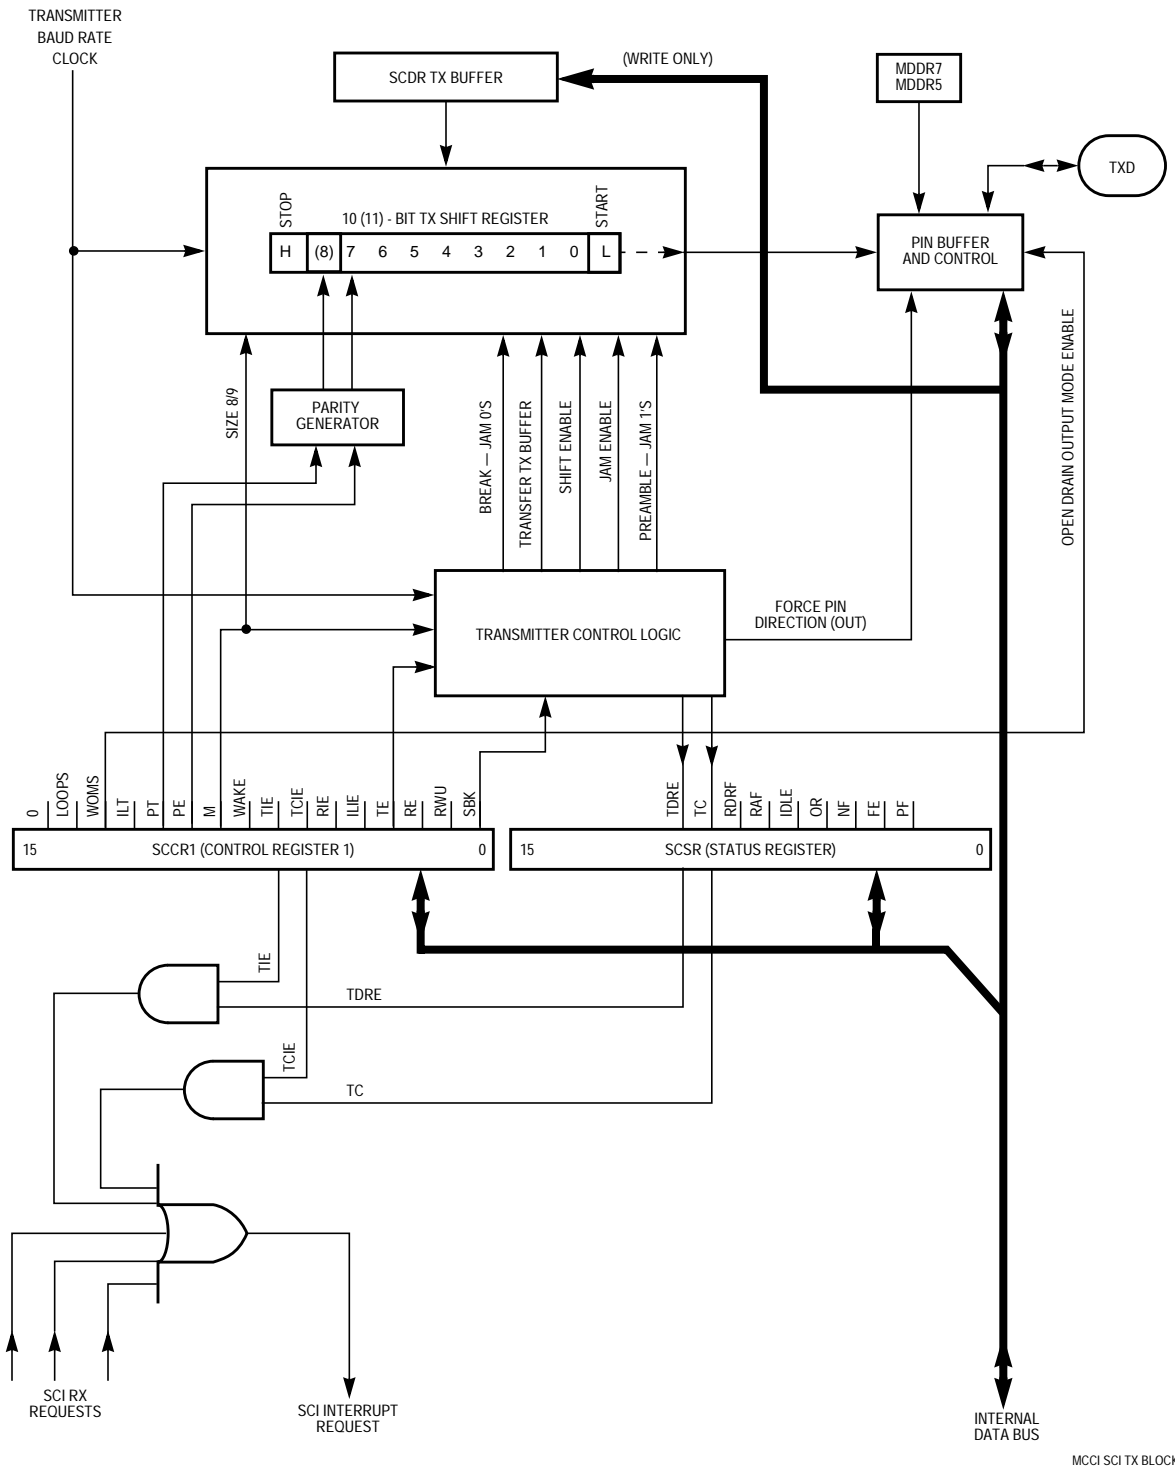 TRANSMITTER
BAUD RATE
CLOCK
(WRITE ONLY)
SCDR TX BUFFER
MDDR7
MDDR5
TXD
STOP
10 (11) - BIT TX SHIFT REGISTER
START
H (8) 7 6 5 4 3 2 1 0 L
PIN BUFFER
AND CONTROL
OPEN DRAIN OUTPUT MODE ENABLE
SIZE 8/9
PARITY
GENERATOR
BREAK — JAM 0'S
TRANSFER TX BUFFER
SHIFT ENABLE
JAM ENABLE
PREAMBLE — JAM 1'S
TRANSMITTER CONTROL LOGIC
FORCE PIN
DIRECTION (OUT)
0
LOOPS
WOMS
ILT
PT
PE
M
WAKE
TIE
TCIE
RIE
ILIE
TE
RE
RWU
SBK
TDRE
TC
RDRF
RAF
IDLE
OR
NF
FE
PF
15 SCCR1 (CONTROL REGISTER 1) 0
15 SCSR (STATUS REGISTER) 0
TIE
TDRE
TCIE
TC
SCI RX
REQUESTS
SCI INTERRUPT
REQUEST
INTERNAL
DATA BUS
MCCI SCI TX BLOCK